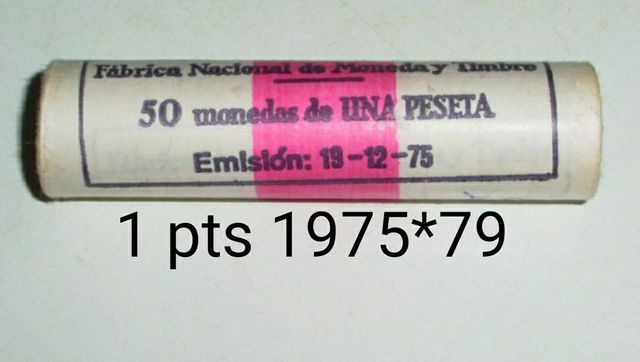 Fábrica Nacional de Moneda y Timbre
50 monedas de UNA PESETA
Emisión: 19-12-75
1 pts 1975*79